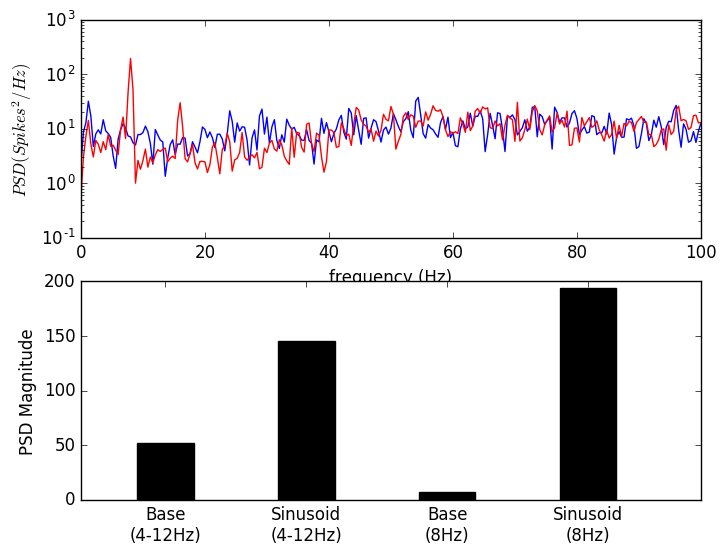 10^3
10^2
10^1
10^0
10^-1
PSD(Spikes^2/Hz)
0 20 40 60 80 100
frequency (Hz)
200
150
100
50
0
PSD Magnitude
Base Sinusoid Base Sinusoid
(4-12Hz) (4-12Hz) (8Hz) (8Hz)